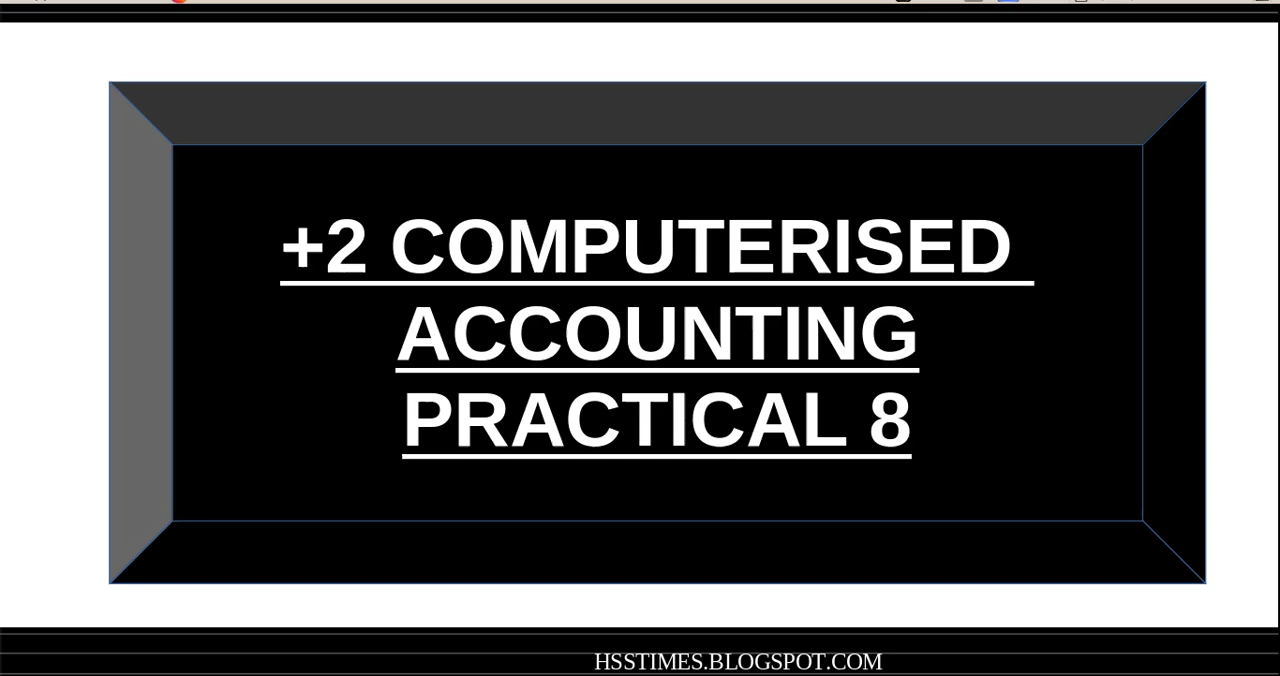 +2 COMPUTERISED
ACCOUNTING
PRACTICAL 8
HSSTIMES.BLOGSPOT.COM